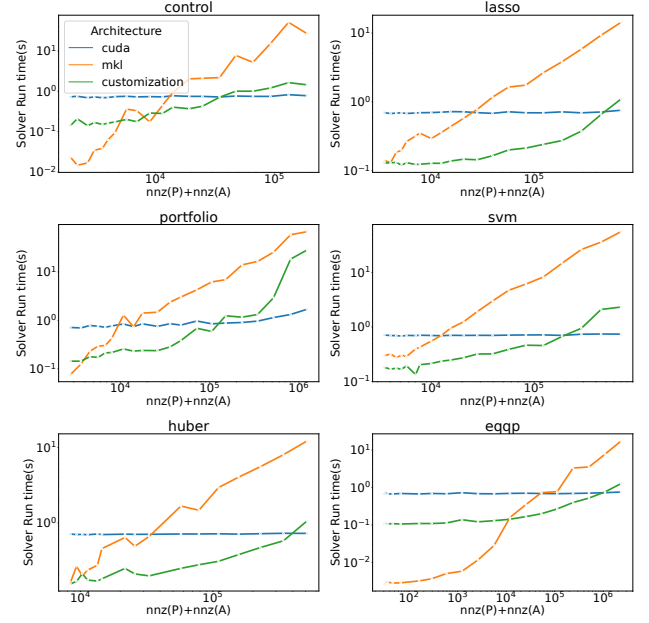 control
lasso
Solver Run time(s)
10^1
10^0
10^-1
10^-2
Architecture
cuda
mkl
customization
10^4
10^5
nnz(P)+nnz(A)
Solver Run time(s)
10^1
10^0
10^-1
10^4
10^5
nnz(P)+nnz(A)
portfolio
svm
Solver Run time(s)
10^1
10^0
10^-1
10^4
10^5
10^6
nnz(P)+nnz(A)
Solver Run time(s)
10^1
10^0
10^-1
10^4
10^5
nnz(P)+nnz(A)
huber
eqqp
Solver Run time(s)
10^1
10^0
10^4
10^5
nnz(P)+nnz(A)
Solver Run time(s)
10^1
10^0
10^-1
10^-2
10^2
10^3
10^4
10^5
10^6
nnz(P)+nnz(A)